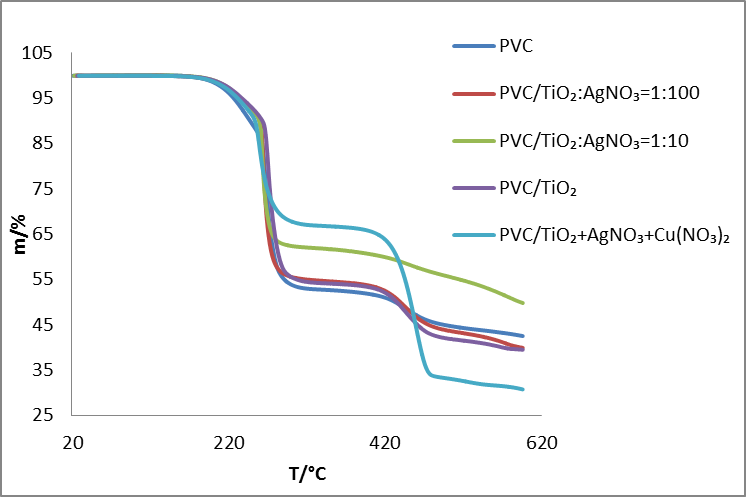 105
95
85
75
65
55
45
35
25
m/%
20
220
420
620
T/°C
PVC
PVC/TiO₂:AgNO₃=1:100
PVC/TiO₂:AgNO₃=1:10
PVC/TiO₂
PVC/TiO₂+AgNO₃+Cu(NO₃)₂